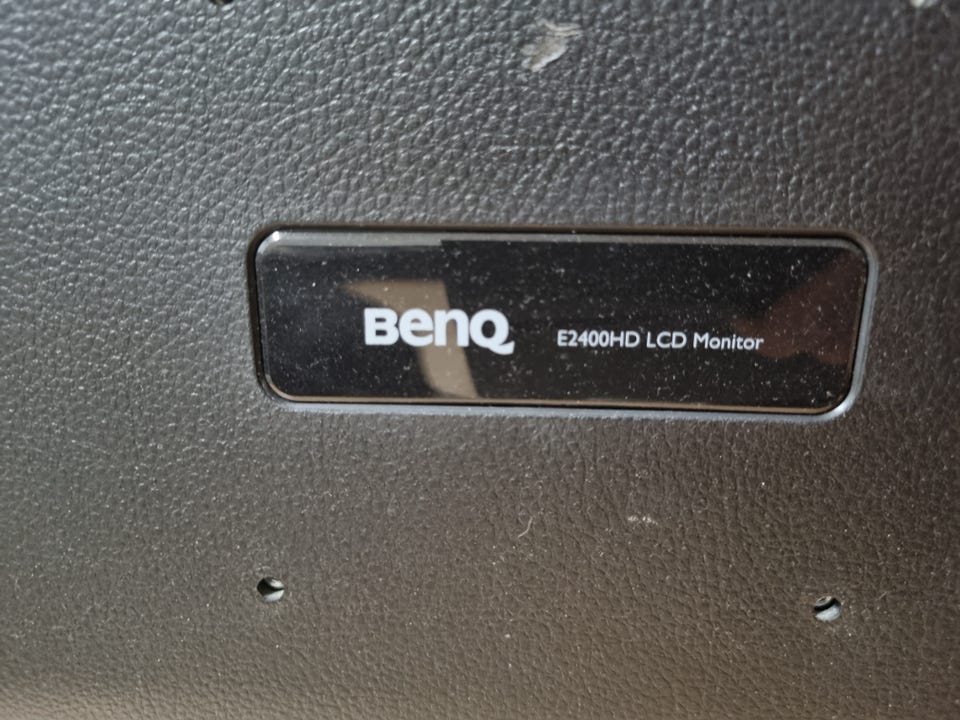 BenQ E2400HD LCD Monitor